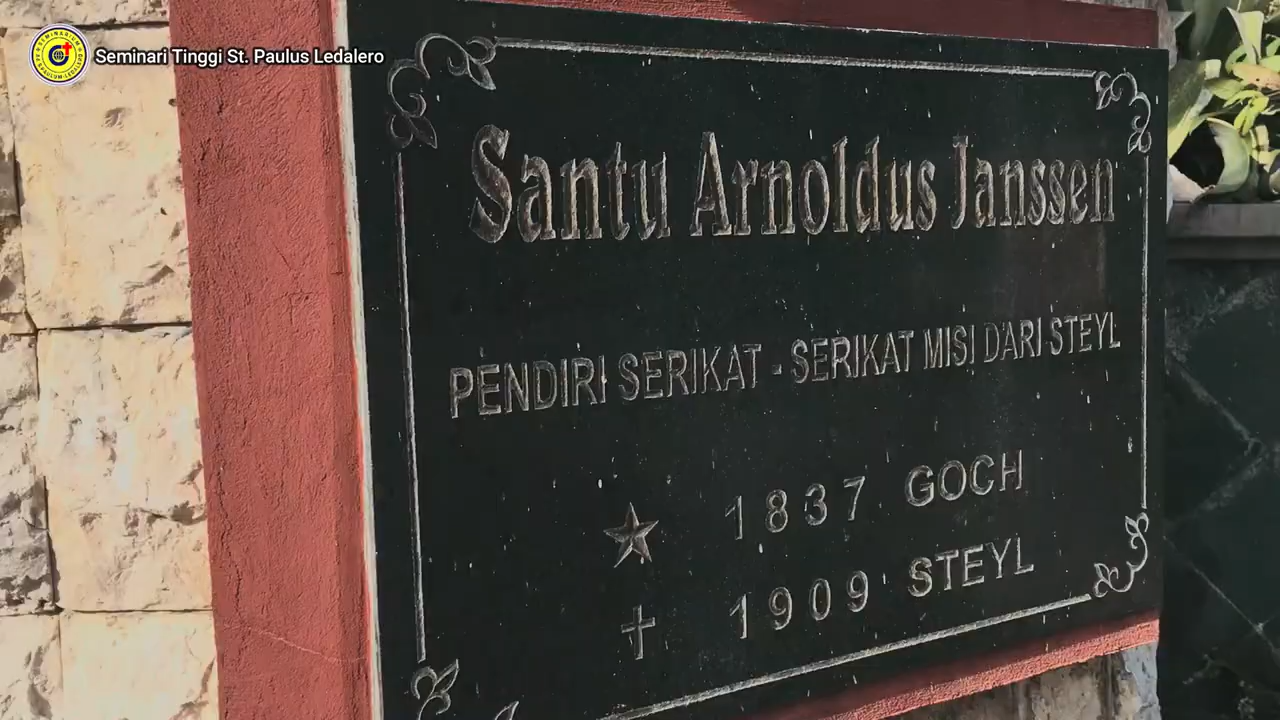 Seminari Tinggi St. Paulus Ledalero
Santu Arnoldus Janssen
PENDIRI SERIKAT - SERIKAT MISI DARI STEYL
1837 GOCH
1909 STEYL